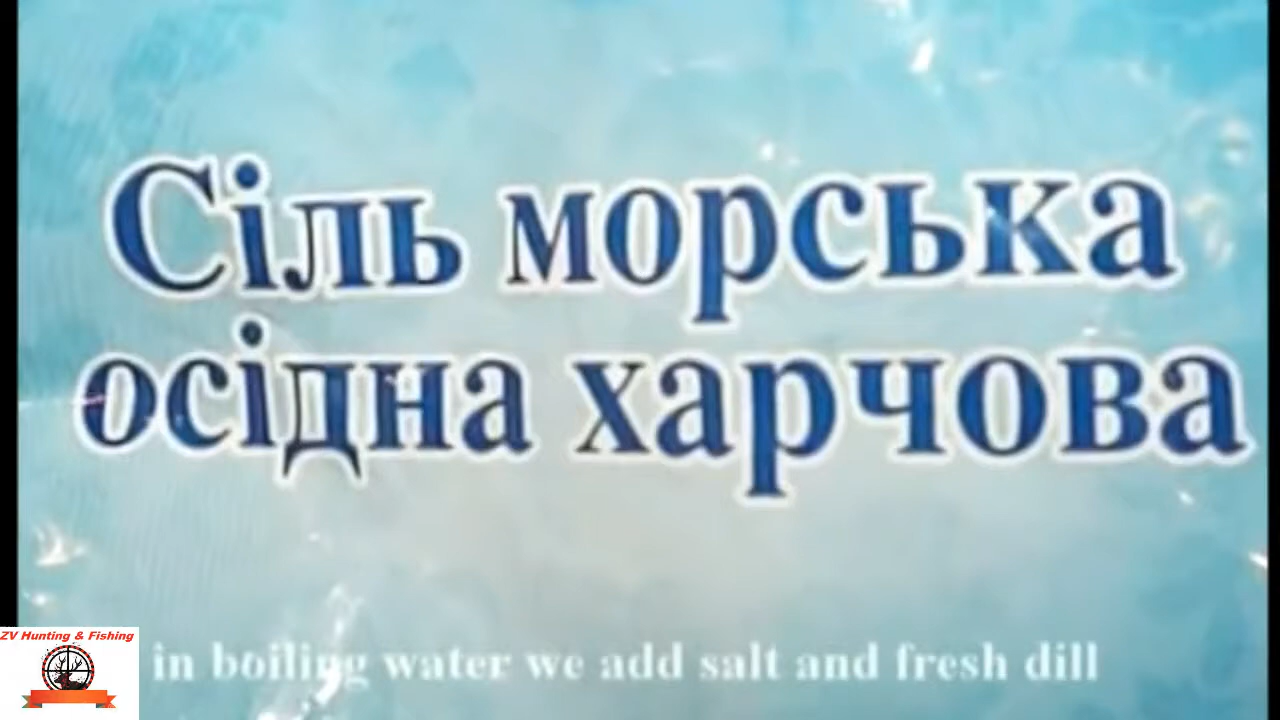 Сіль морська
осідна харчова
ZV Hunting & Fishing
in boiling water we add salt and fresh dill